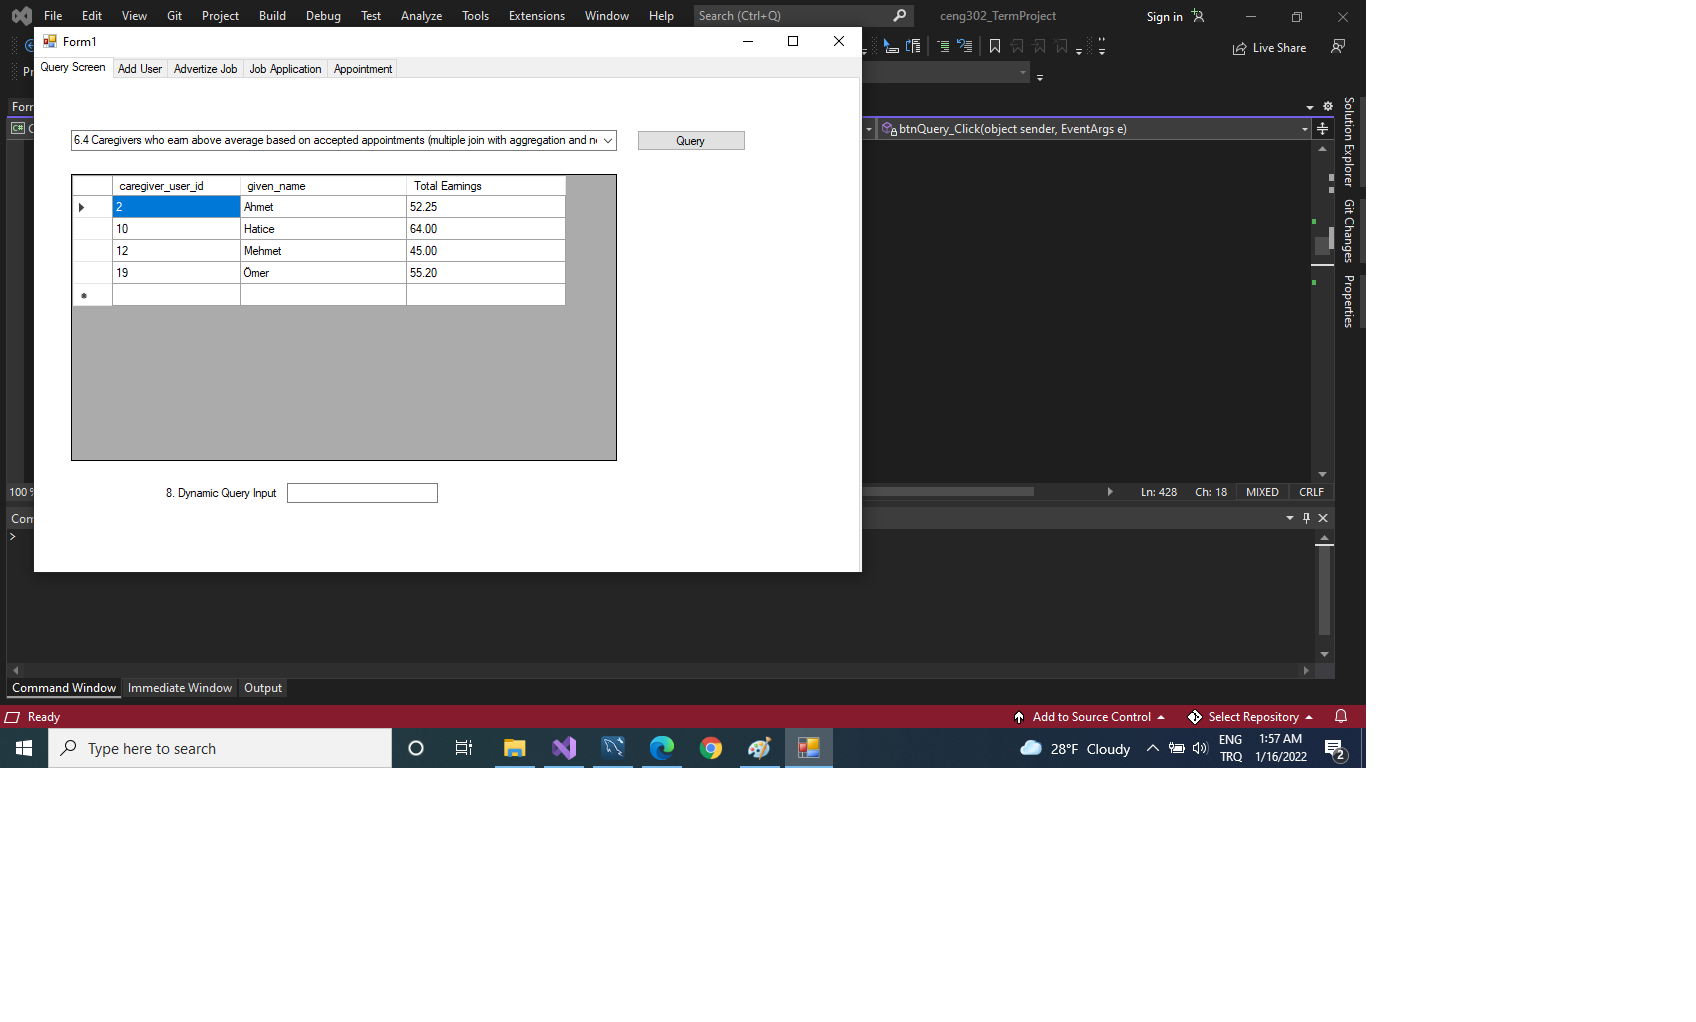 File Edit View Git Project Build Debug Test Analyze Tools Extensions Window Help Search (Ctrl+Q) ceng302_TermProject Sign in
Form1
Live Share
Query Screen Add User Advertize Job Job Application Appointment
Form
btnQuery_Click(object sender, EventArgs e)
6.4 Caregivers who earn above average based on accepted appointments (multiple join with aggregation and ne
Query
caregiver_user_id given_name Total Earnings
2 Ahmet 52.25
10 Hatice 64.00
12 Mehmet 45.00
19 Ömer 55.20
8. Dynamic Query Input
Solution Explorer
Git Changes
Properties
100 % Ln: 428 Ch: 18 MIXED CRLF
Com
>
Command Window Immediate Window Output
Ready Add to Source Control Select Repository
Type here to search
28°F Cloudy
ENG
TRQ
1:57 AM
1/16/2022
2